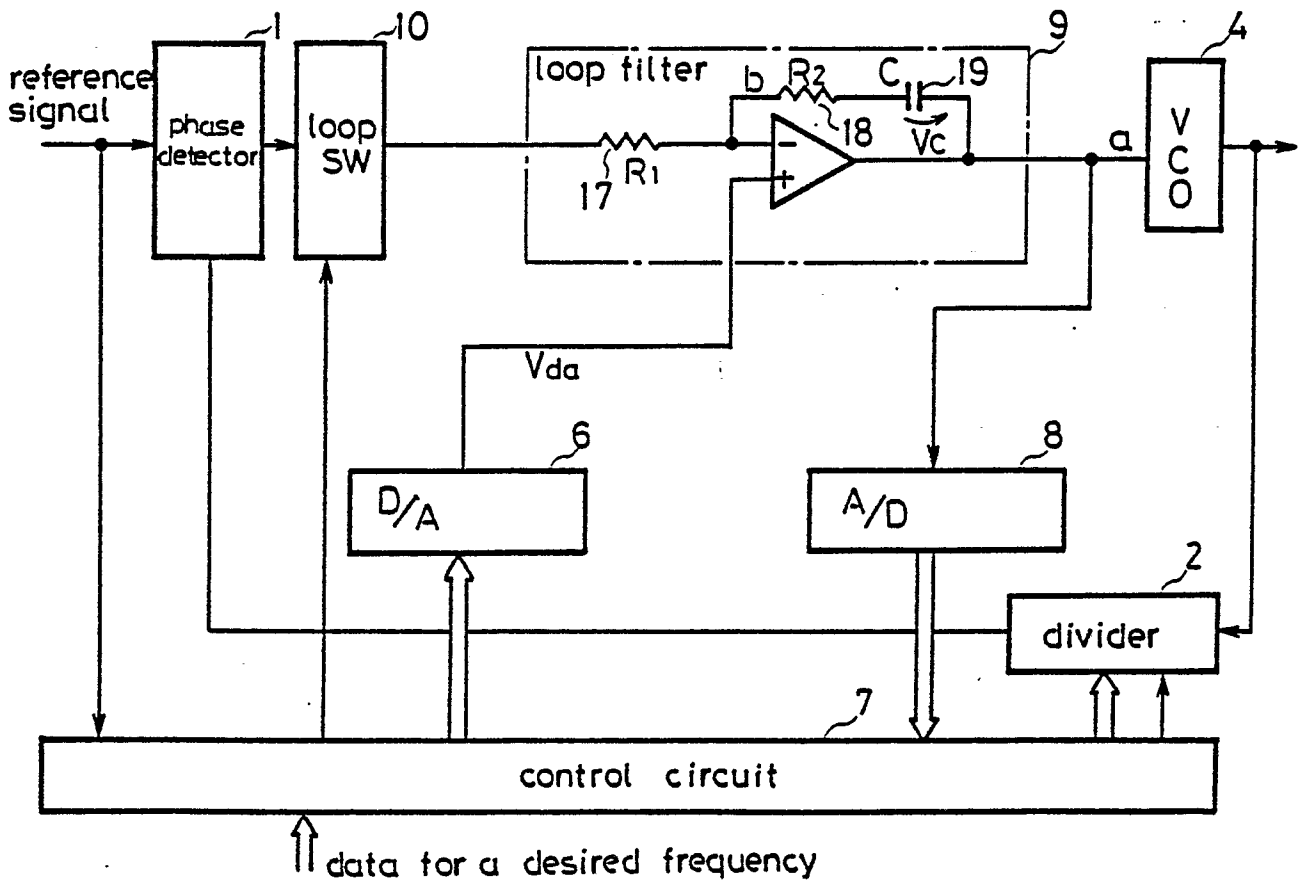 1
10
9
4
reference
signal
phase
detector
loop
SW
loop filter
b
R2
C
19
18
Vc
17
R1
−
+
a
V
C
O
Vda
6
D/A
8
A/D
2
divider
7
control circuit
data for a desired frequency